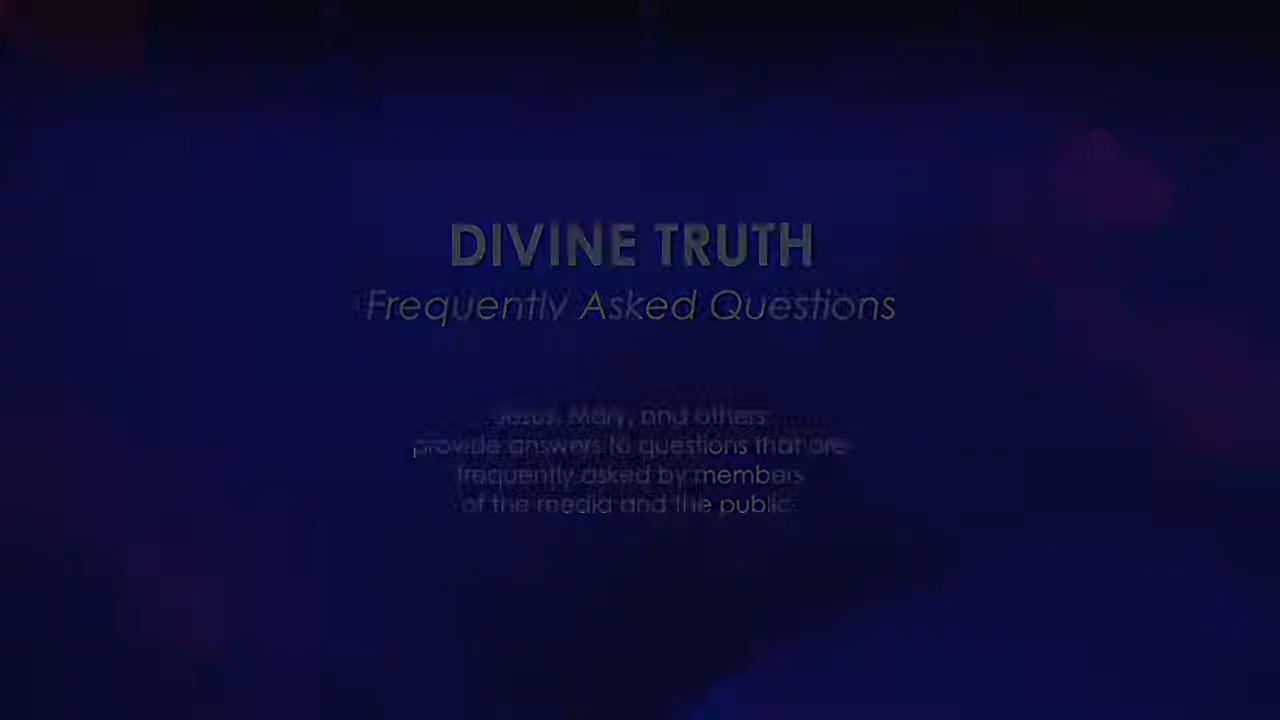 DIVINE TRUTH
Frequently Asked Questions
Jesus, Mary, and others
provide answers to questions that are
frequently asked by members
of the media and the public